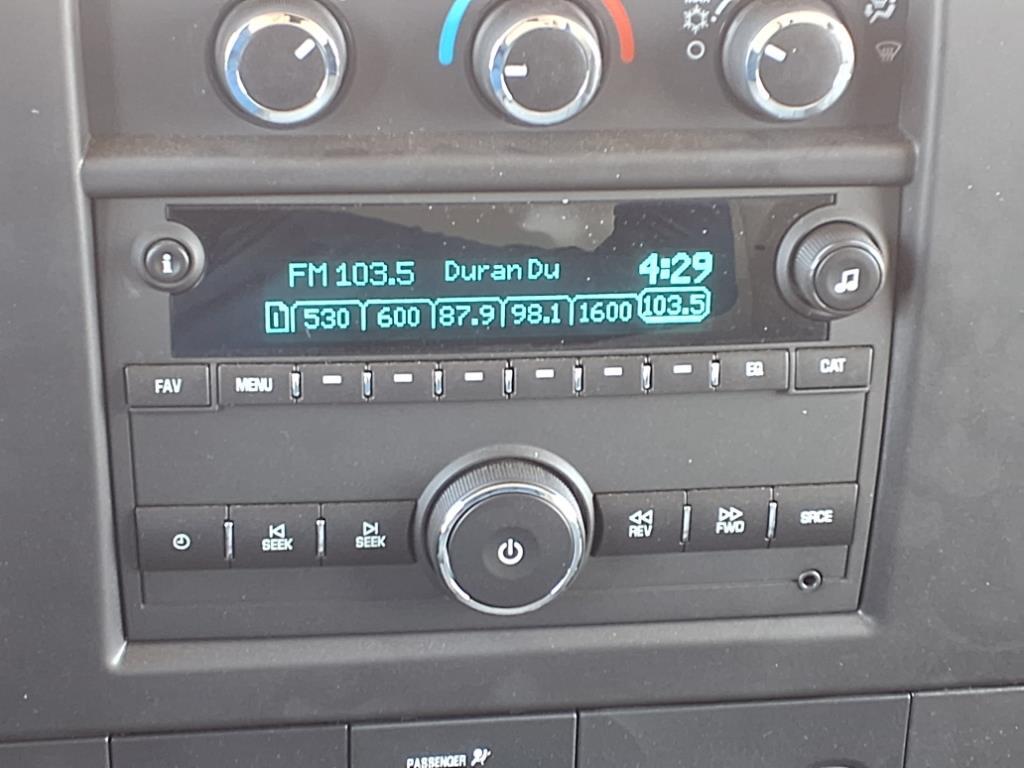 FM 103.5 Duran Du 4:29
530 600 87.9 98.1 1600 103.5
FAV MENU EQ CAT
SEEK SEEK REV FWD SRCE
PASSENGER